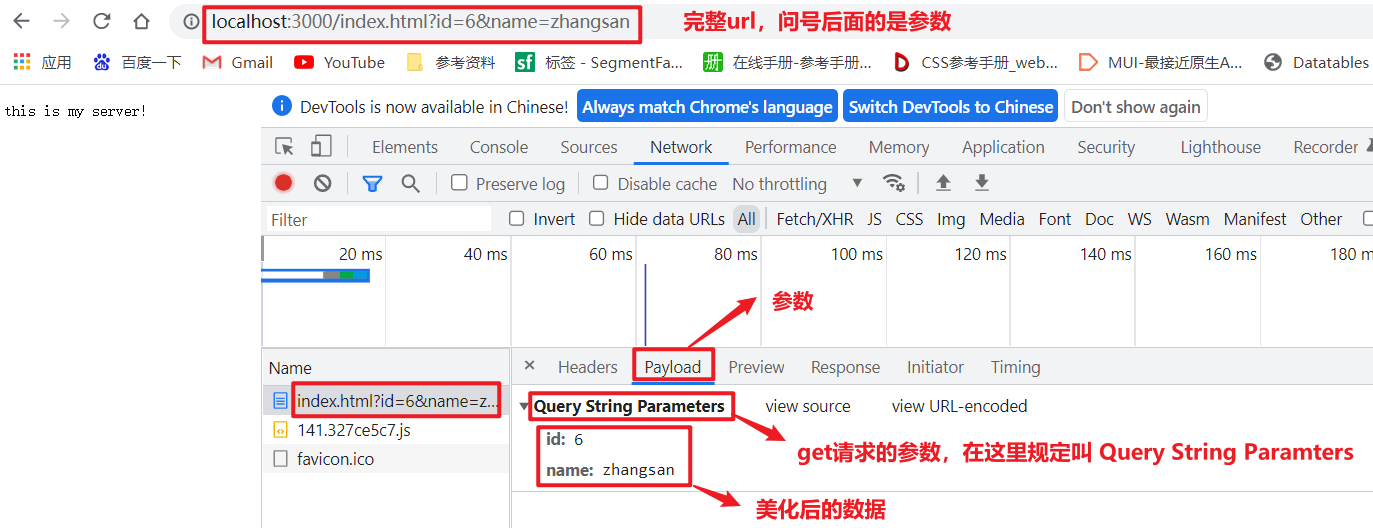 localhost:3000/index.html?id=6&name=zhangsan 完整url，问号后面的是参数
应用 百度一下 Gmail YouTube 参考资料 标签 - SegmentFa... 在线手册-参考手册... CSS参考手册_web... MUI-最接近原生A... Datatables
this is my server!
DevTools is now available in Chinese! Always match Chrome's language Switch DevTools to Chinese Don't show again
Elements Console Sources Network Performance Memory Application Security Lighthouse Recorder
Preserve log Disable cache No throttling
Filter Invert Hide data URLs All Fetch/XHR JS CSS Img Media Font Doc WS Wasm Manifest Other
20 ms 40 ms 60 ms 80 ms 100 ms 120 ms 140 ms 160 ms 180 m
参数
Name × Headers Payload Preview Response Initiator Timing
index.html?id=6&name=z... Query String Parameters view source view URL-encoded
141.327ce5c7.js id: 6
favicon.ico name: zhangsan
get请求的参数，在这里规定叫 Query String Paramters
美化后的数据